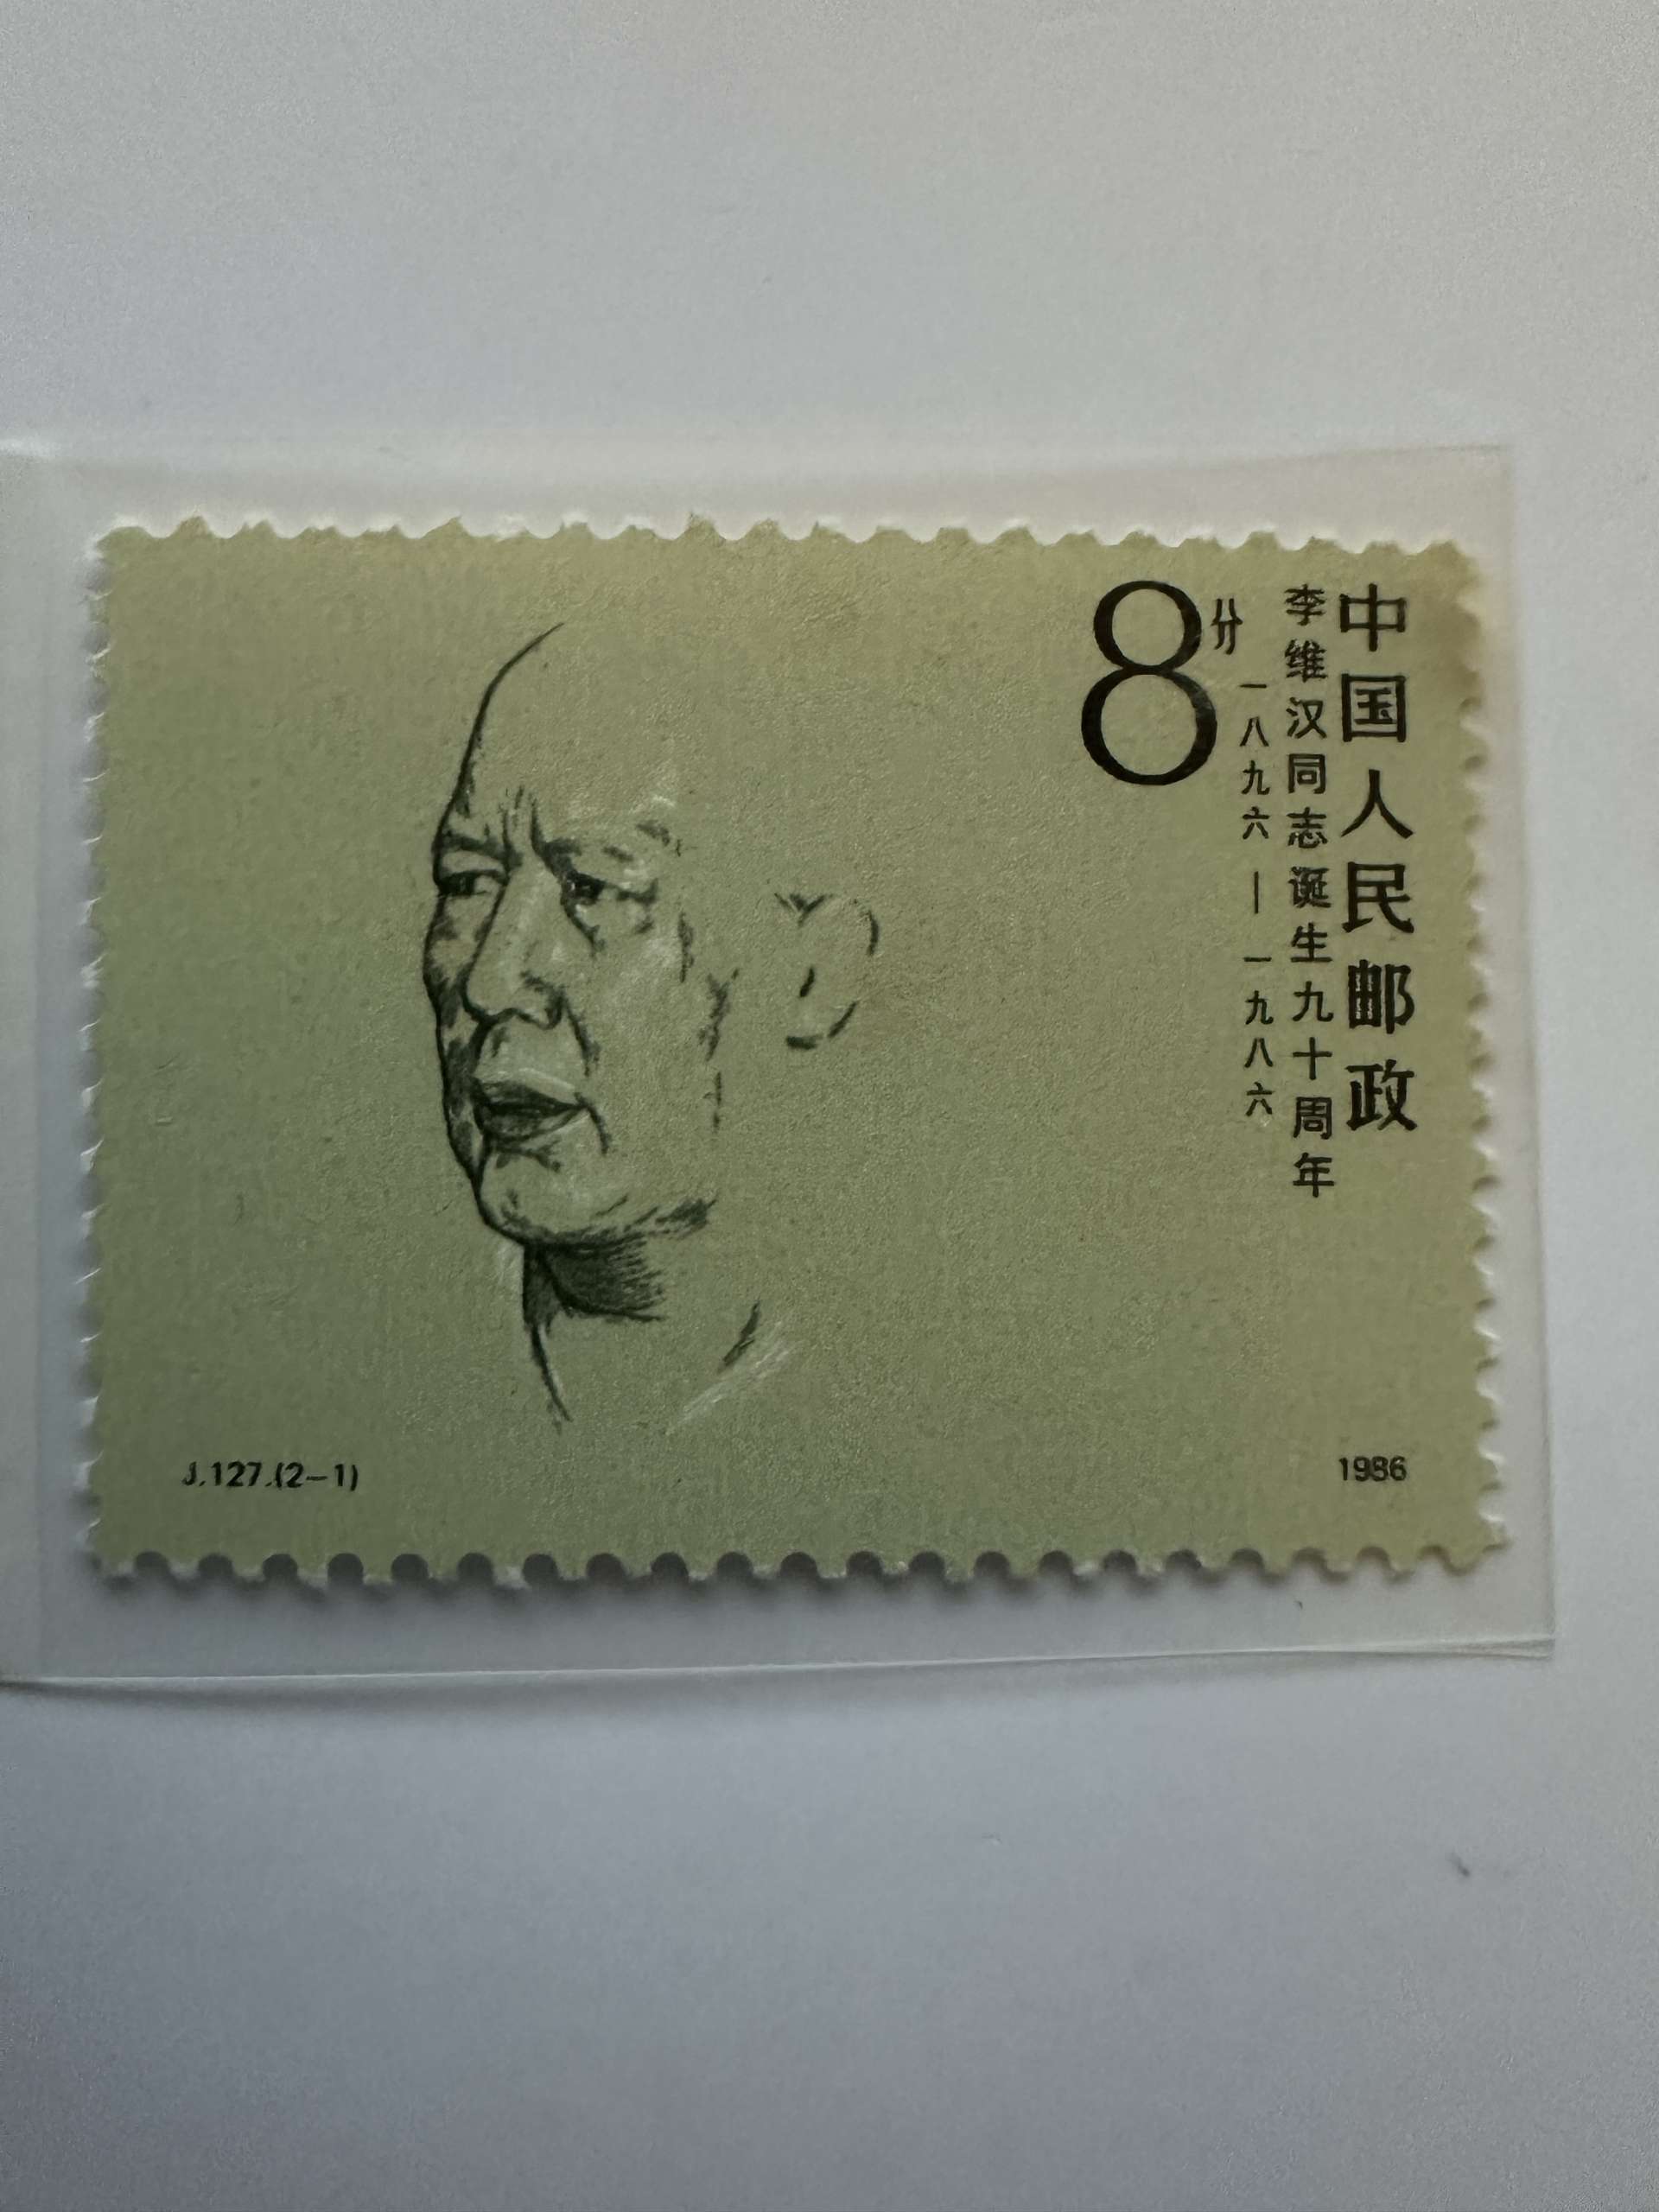 中国人民邮政
李维汉同志诞生九十周年
一八九六—一九八六
8分
J.127.(2-1)
1986